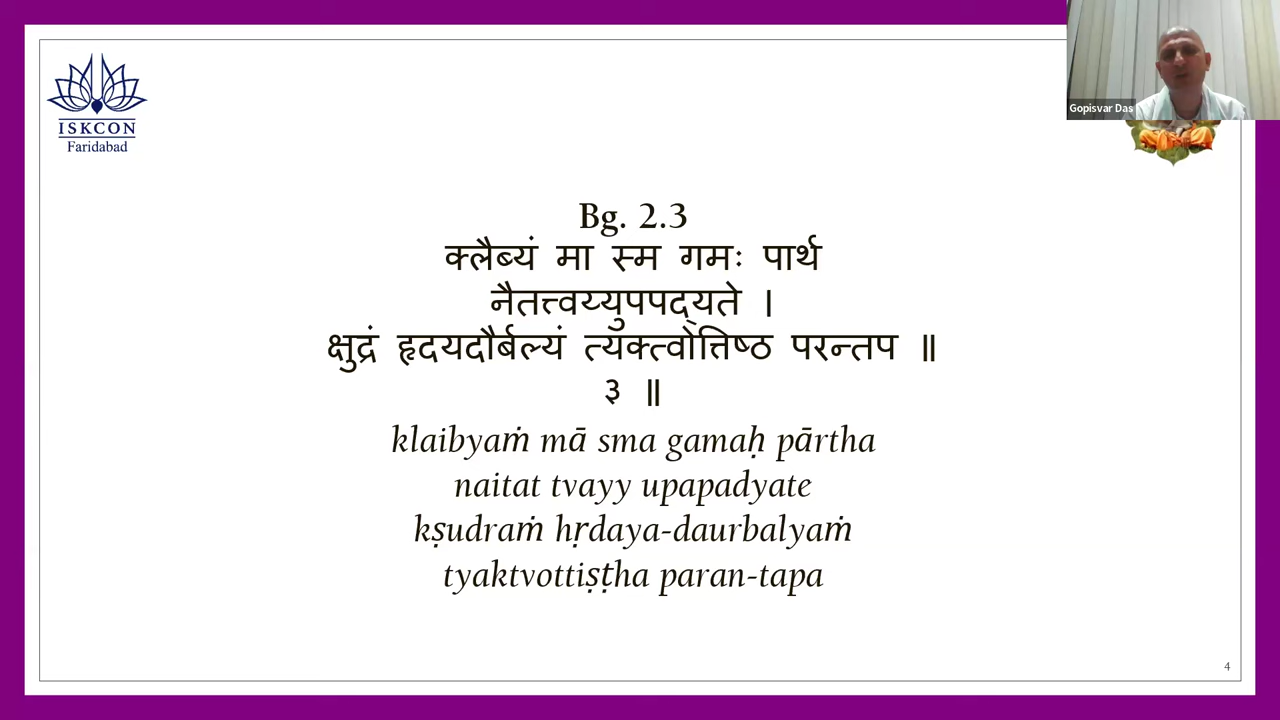 ISKCON
Faridabad
Gopisvar Das
Bg. 2.3
क्लैब्यं मा स्म गमः पार्थ
नैतत्त्वय्युपपद्यते ।
क्षुद्रं हृदयदौर्बल्यं त्यक्त्वोत्तिष्ठ परन्तप ॥
३ ॥
klaibyaṁ mā sma gamaḥ pārtha
naitat tvayy upapadyate
kṣudraṁ hṛdaya-daurbalyaṁ
tyaktvottiṣṭha paran-tapa
4